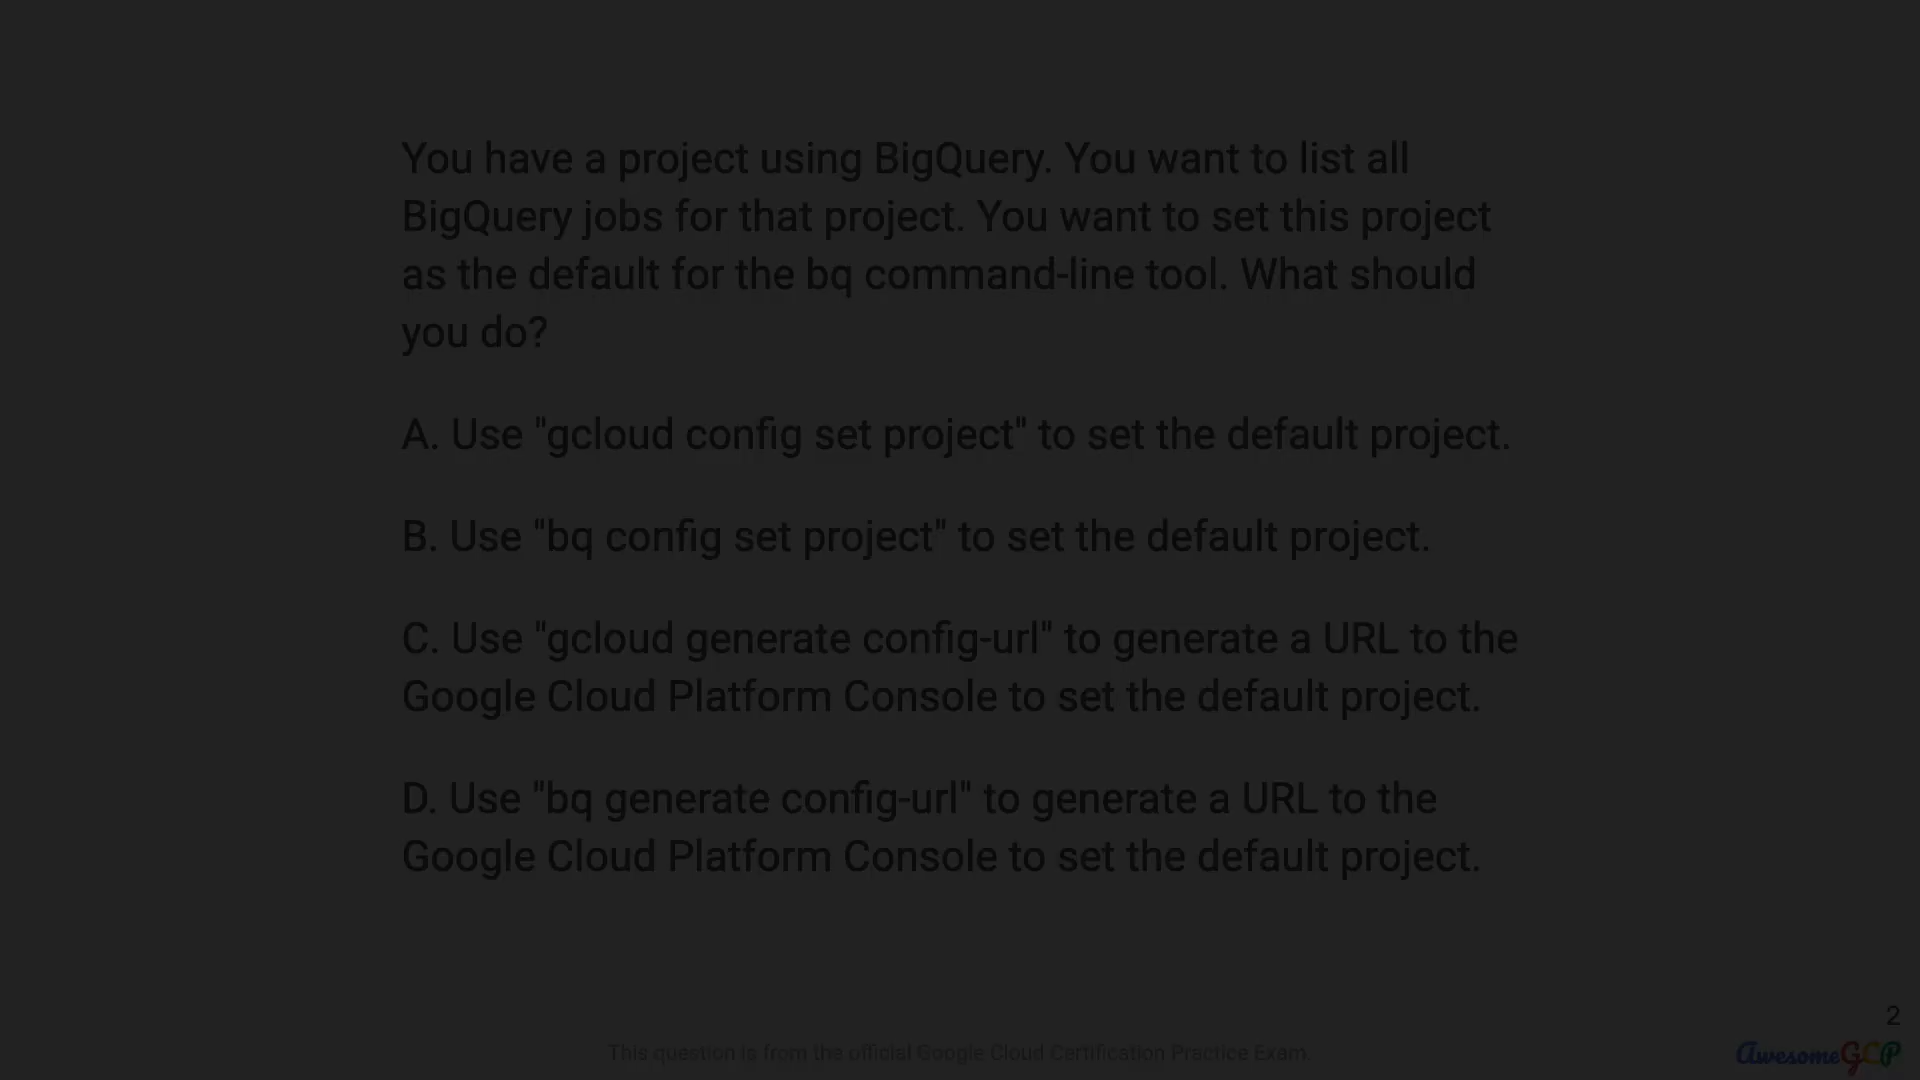 You have a project using BigQuery. You want to list all
BigQuery jobs for that project. You want to set this project
as the default for the bq command-line tool. What should
you do?
A. Use "gcloud config set project" to set the default project.
B. Use "bq config set project" to set the default project.
C. Use "gcloud generate config-url" to generate a URL to the
Google Cloud Platform Console to set the default project.
D. Use "bq generate config-url" to generate a URL to the
Google Cloud Platform Console to set the default project.
2
This question is from the official Google Cloud Certification Practice Exam.
AwesomeGCP